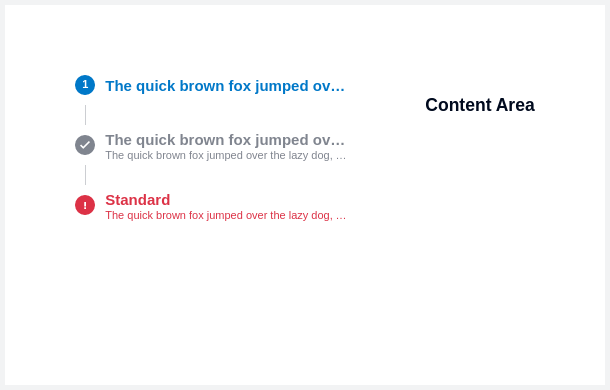 1 The quick brown fox jumped ov…
Content Area
The quick brown fox jumped ov…
The quick brown fox jumped over the lazy dog, …
! Standard
The quick brown fox jumped over the lazy dog, …